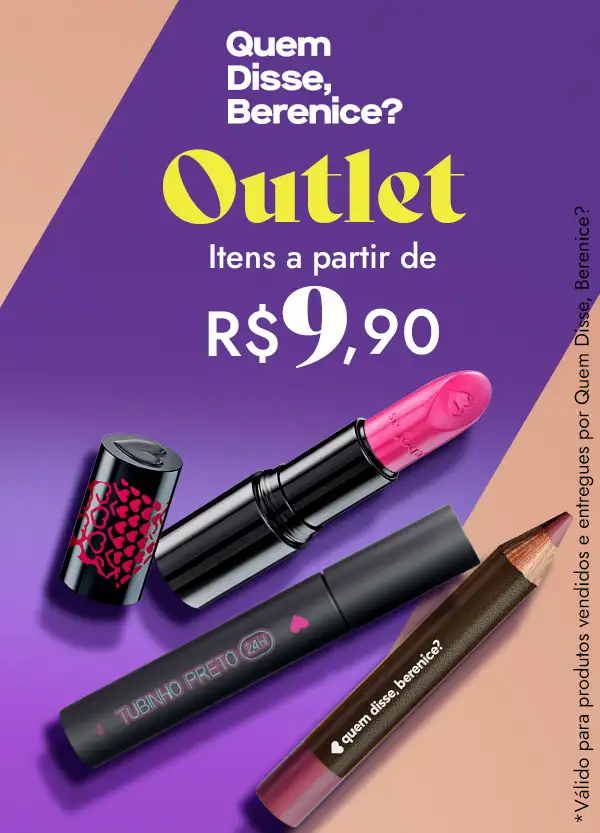 Quem
Disse,
Berenice?
Outlet
Itens a partir de
R$9,90
*Válido para produtos vendidos e entregues por Quem Disse, Berenice?
TUBINHO PRETO 24H
quem disse, berenice?